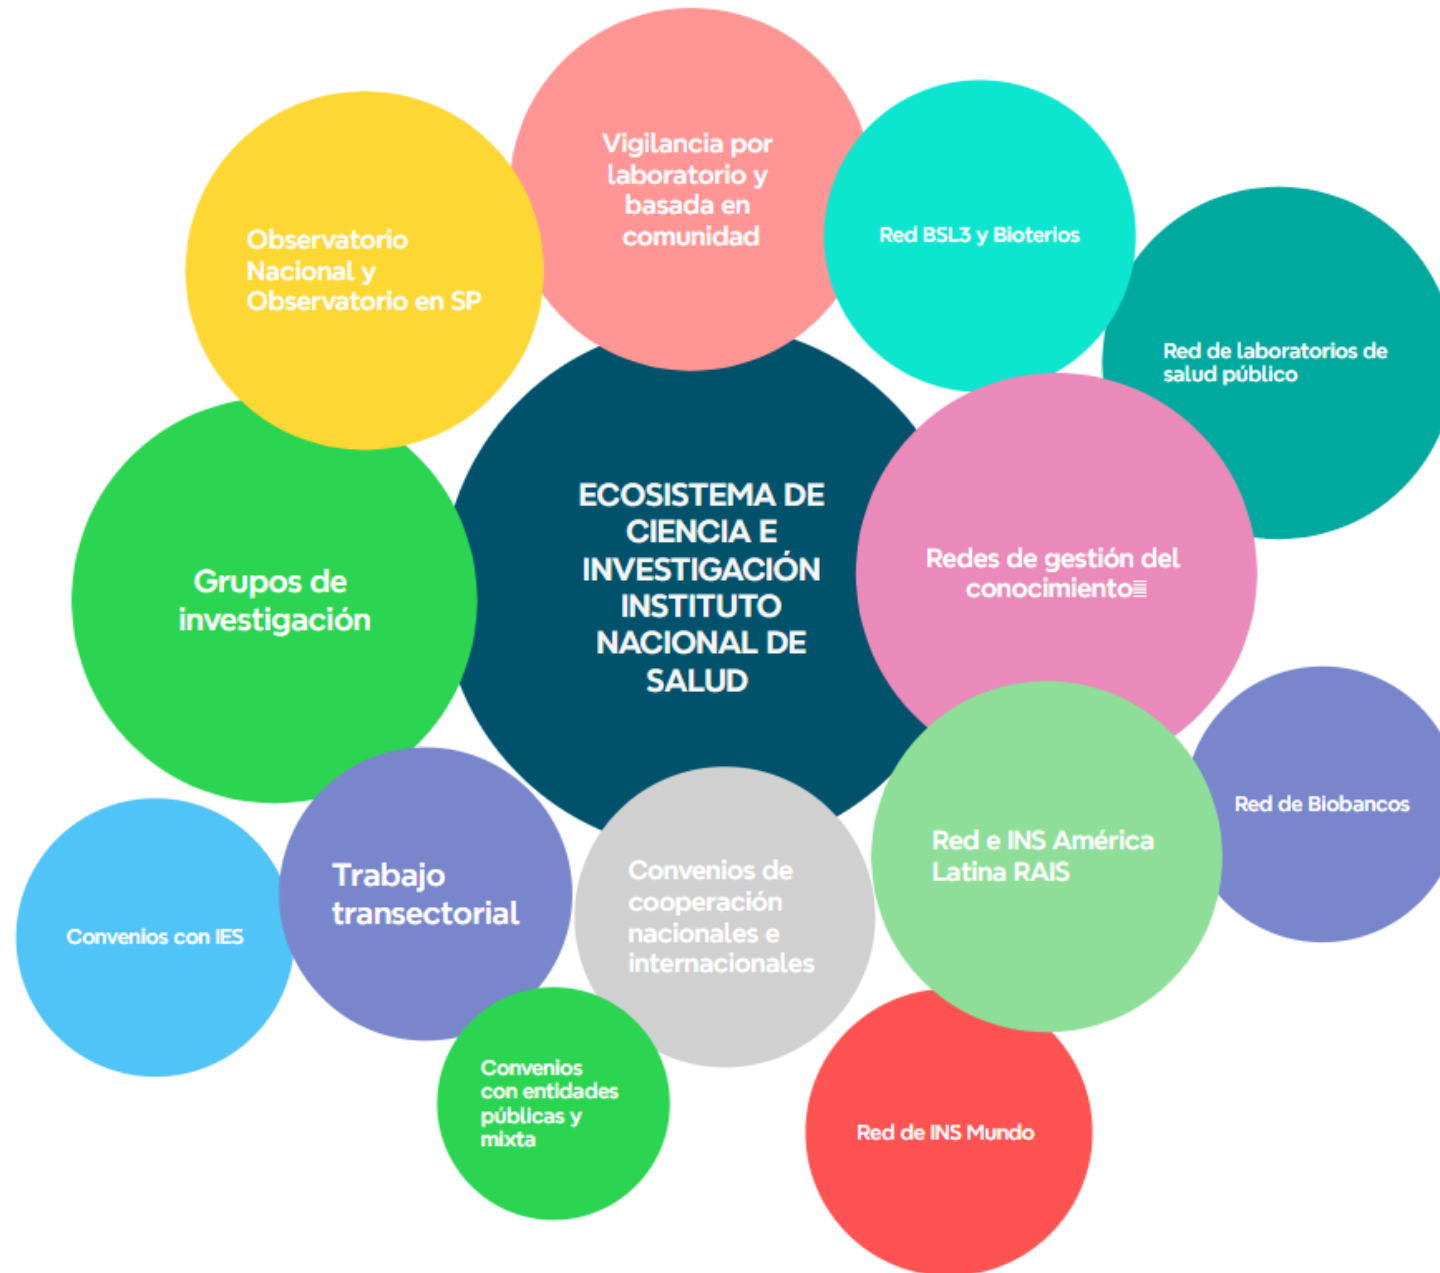 Vigilancia por
laboratorio y
basada en
comunidad
Observatorio
Nacional y
Observatorio en SP
Red BSL3 y Bioterios
Red de laboratorios de
salud público
ECOSISTEMA DE
CIENCIA E
INVESTIGACIÓN
INSTITUTO
NACIONAL DE
SALUD
Grupos de
investigación
Redes de gestión del
conocimiento
Red de Biobancos
Red e INS América
Latina RAIS
Trabajo
transectorial
Convenios de
cooperación
nacionales e
internacionales
Convenios con IES
Convenios
con entidades
públicas y
mixta
Red de INS Mundo